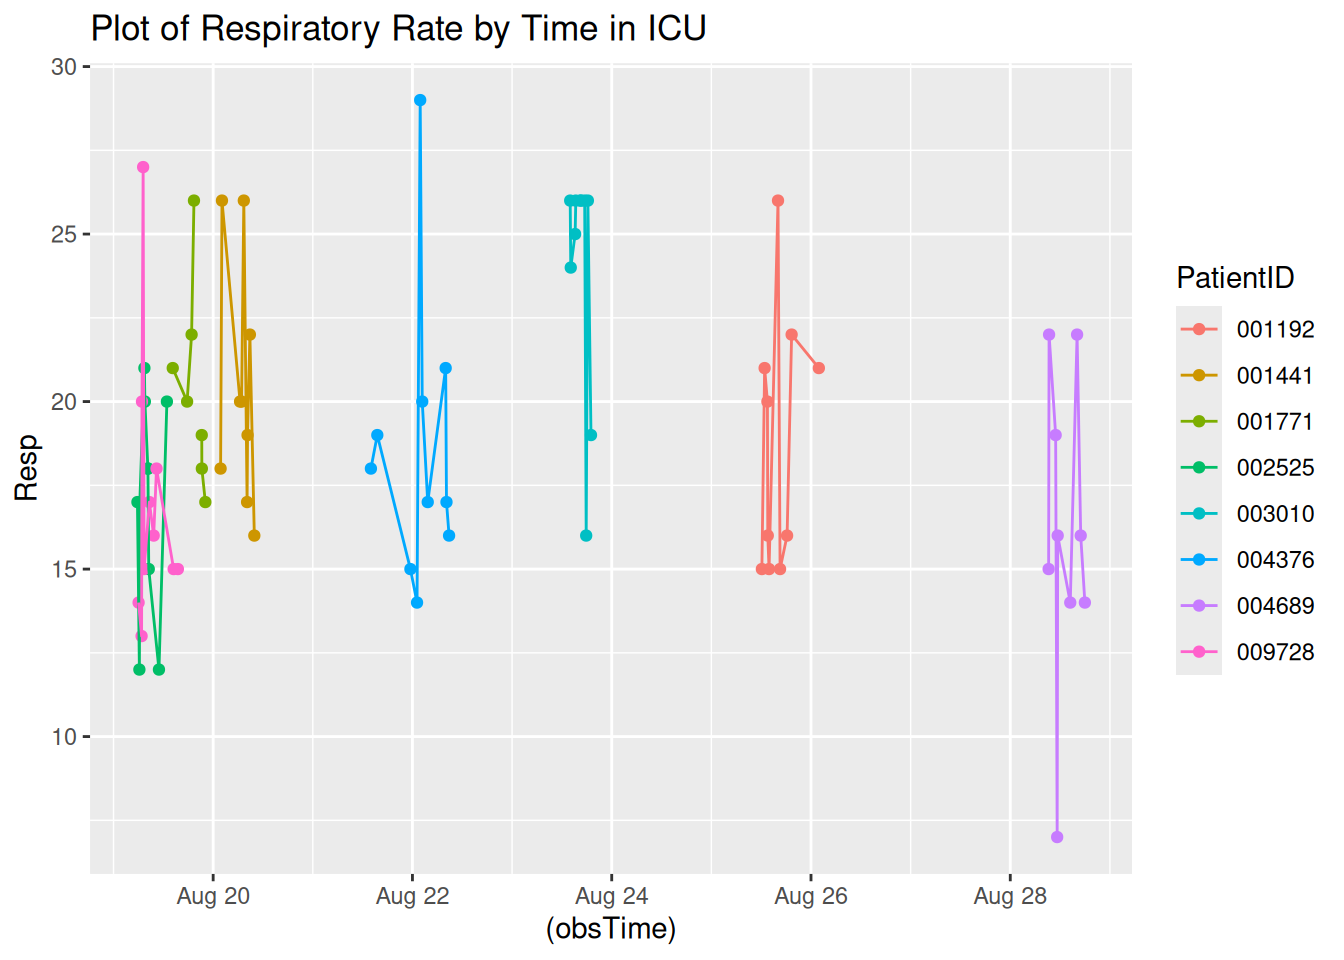 Plot of Respiratory Rate by Time in ICU
30
25
20
15
10
Resp
Aug 20 Aug 22 Aug 24 Aug 26 Aug 28
(obsTime)
PatientID
001192
001441
001771
002525
003010
004376
004689
009728